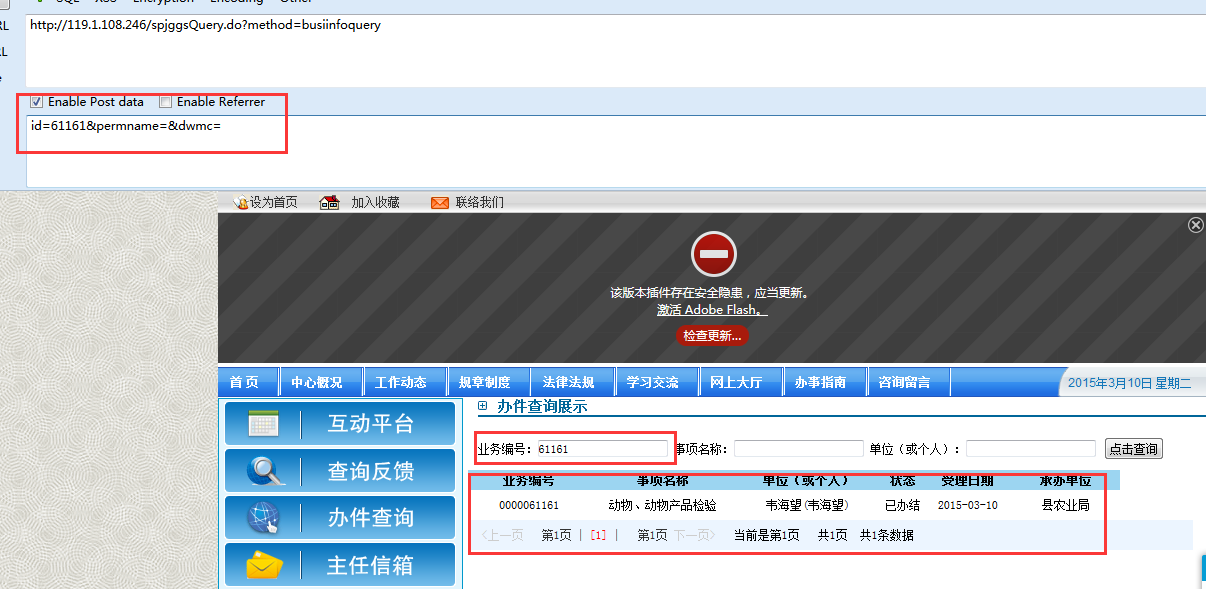 SQL XSS Encryption Encoding Other
RL http://119.1.108.246/spjggsQuery.do?method=busiinfoquery
RL
Enable Post data Enable Referrer
id=61161&permname=&dwmc=
设为首页 加入收藏 联络我们
该版本插件存在安全隐患，应当更新。
激活 Adobe Flash。
检查更新...
首 页 中心概况 工作动态 规章制度 法律法规 学习交流 网上大厅 办事指南 咨询留言 2015年3月10日 星期二
互动平台
查询反馈
办件查询
主任信箱
办件查询展示
业务编号: 61161 事项名称: 单位（或个人）: 点击查询
业务编号 事项名称 单位（或个人） 状态 受理日期 承办单位
0000061161 动物、动物产品检验 韦海望(韦海望) 已办结 2015-03-10 县农业局
〈上一页 第1页 | [1] | 第1页 下一页〉 当前是第1页 共1页 共1条数据